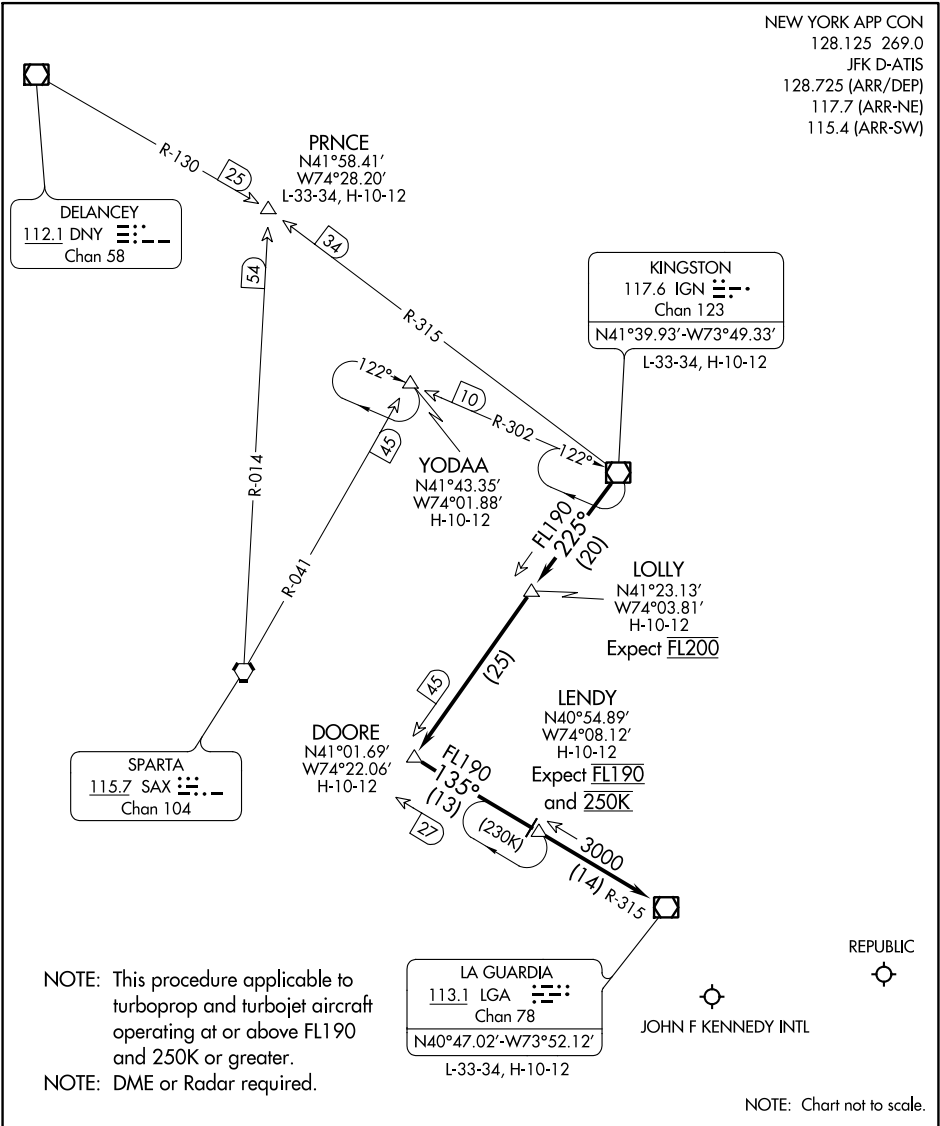 NEW YORK APP CON
128.125 269.0
JFK D-ATIS
128.725 (ARR/DEP)
117.7 (ARR-NE)
115.4 (ARR-SW)
PRNCE
N41°58.41'
W74°28.20'
L-33-34, H-10-12
R-130
25
DELANCEY
112.1 DNY
Chan 58
34
54
R-315
KINGSTON
117.6 IGN
Chan 123
N41°39.93'-W73°49.33'
L-33-34, H-10-12
122°
10
R-302
122°
45
YODAA
N41°43.35'
W74°01.88'
H-10-12
R-014
R-041
FL190
225°
(20)
LOLLY
N41°23.13'
W74°03.81'
H-10-12
Expect FL200
(25)
45
LENDY
N40°54.89'
W74°08.12'
H-10-12
Expect FL190
and 250K
DOORE
N41°01.69'
W74°22.06'
H-10-12
FL190
135°
(13)
27
(230K)
3000
(14)
R-315
SPARTA
115.7 SAX
Chan 104
LA GUARDIA
113.1 LGA
Chan 78
N40°47.02'-W73°52.12'
L-33-34, H-10-12
REPUBLIC
JOHN F KENNEDY INTL
NOTE: This procedure applicable to
turboprop and turbojet aircraft
operating at or above FL190
and 250K or greater.
NOTE: DME or Radar required.
NOTE: Chart not to scale.